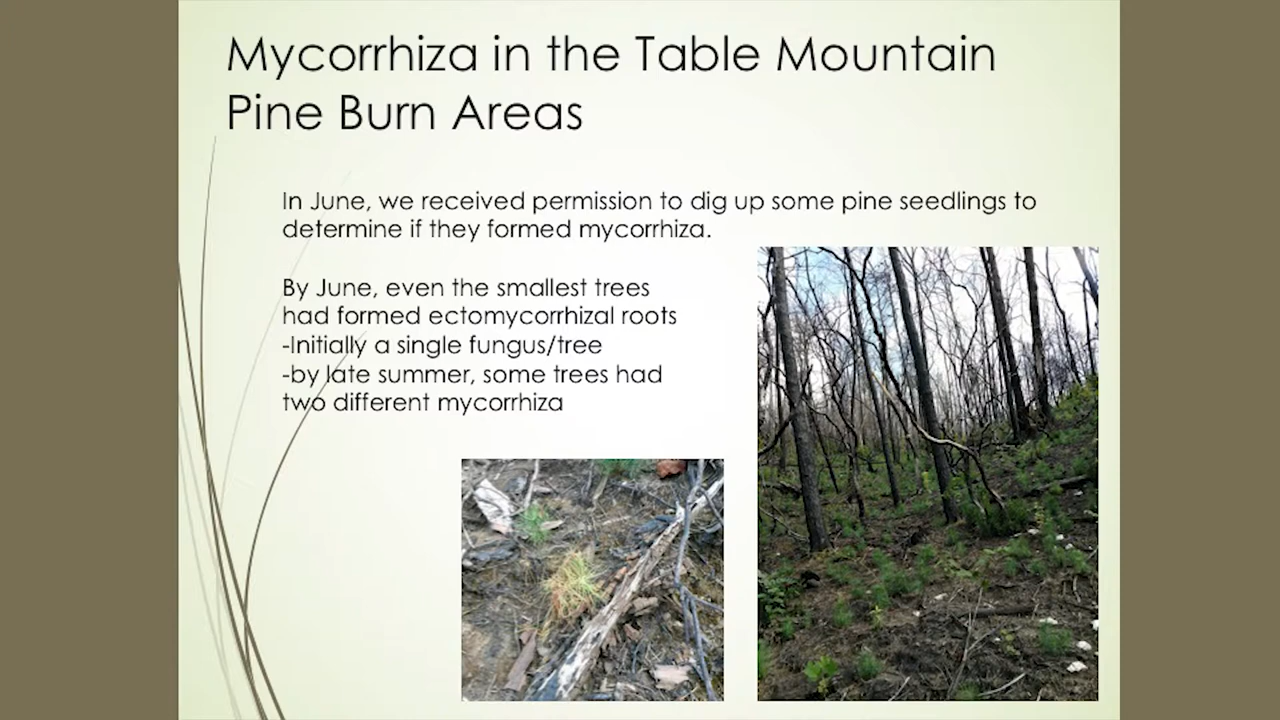 Mycorrhiza in the Table Mountain
Pine Burn Areas
In June, we received permission to dig up some pine seedlings to
determine if they formed mycorrhiza.
By June, even the smallest trees
had formed ectomycorrhizal roots
-Initially a single fungus/tree
-by late summer, some trees had
two different mycorrhiza